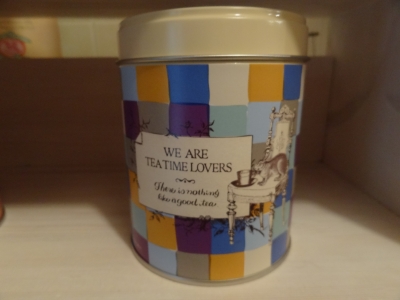 WE ARE
TEA TIME LOVERS
There is nothing
like a good tea.